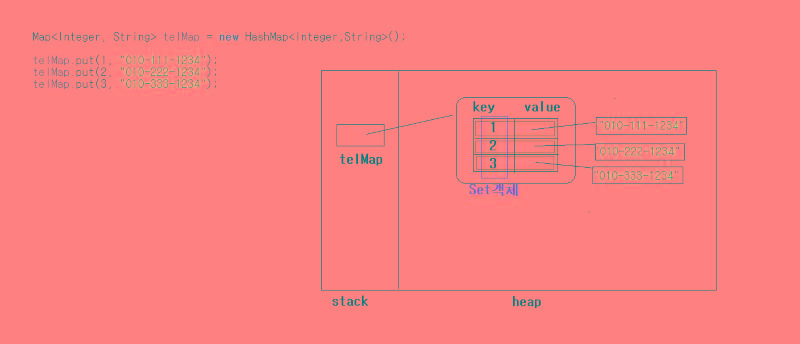 Map<Integer, String> telMap = new HashMap<Integer,String>();
telMap.put(1, "010-111-1234");
telMap.put(2, "010-222-1234");
telMap.put(3, "010-333-1234");
key value
1 "010-111-1234"
2 "010-222-1234"
3 "010-333-1234"
telMap
Set객체
stack heap